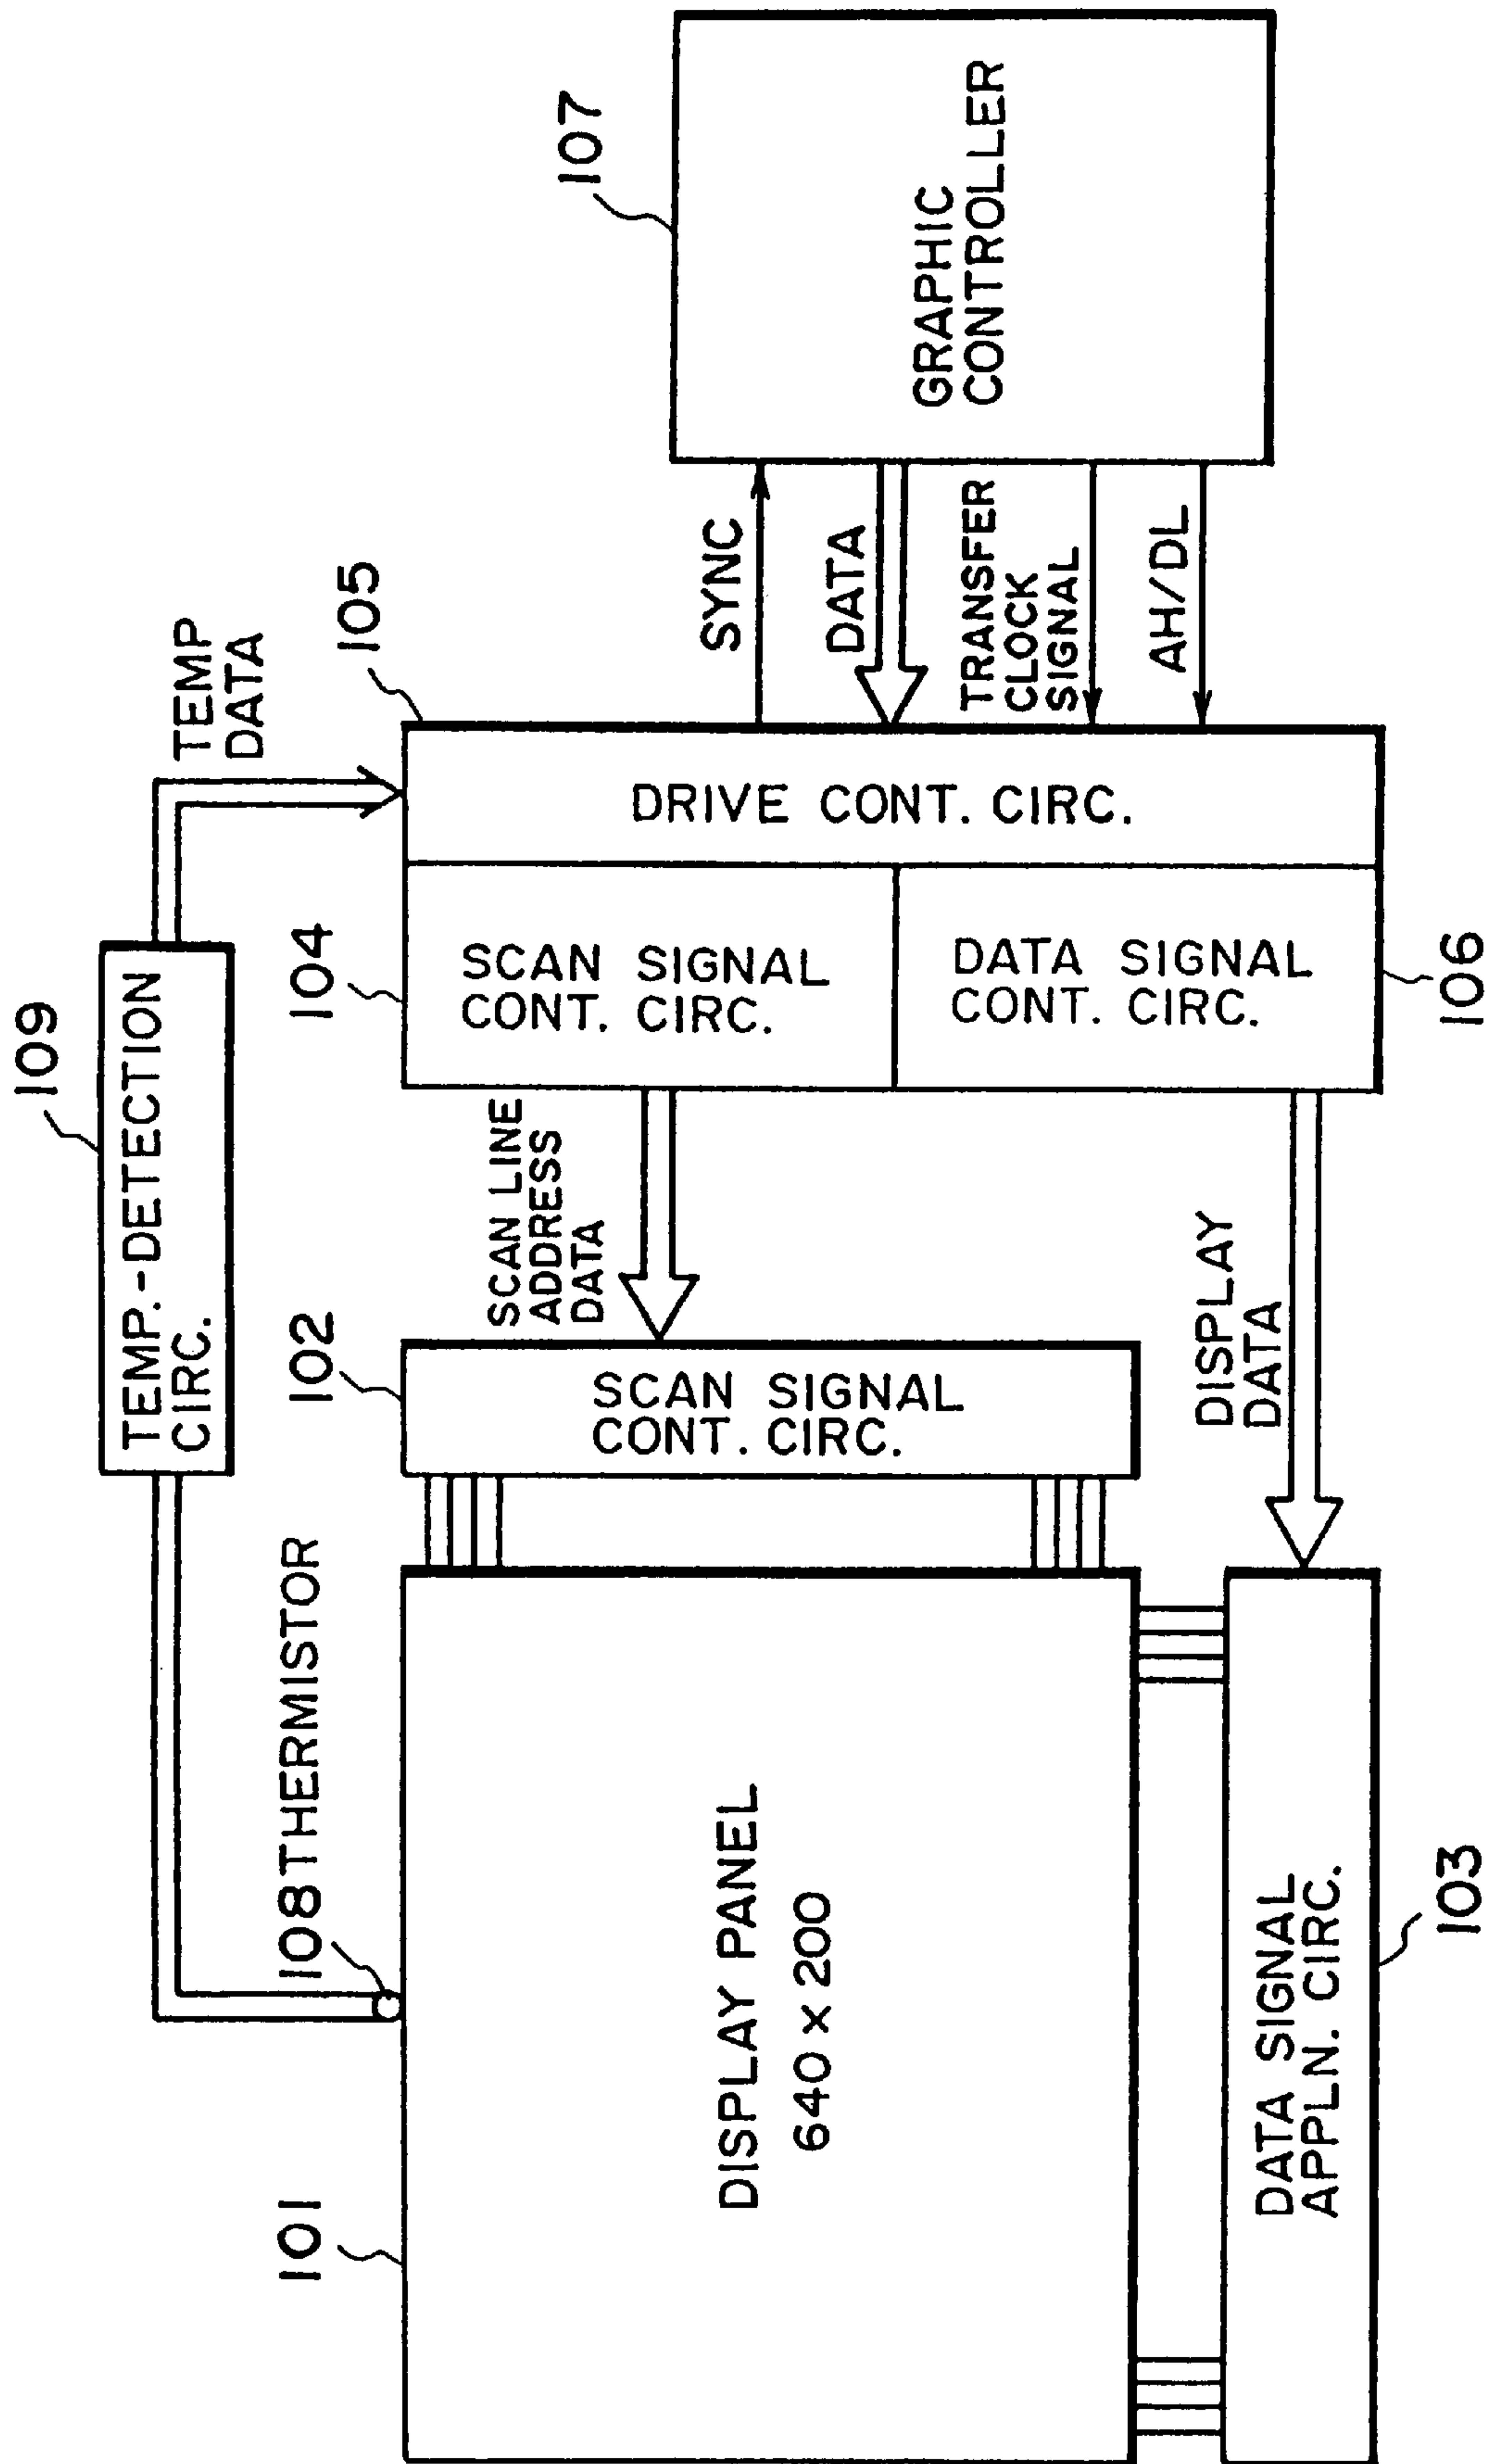 107
GRAPHIC
CONTROLLER
SYNC
DATA
TRANSFER
CLOCK
SIGNAL
AH/DL
TEMP
DATA
105
DRIVE CONT. CIRC.
109
TEMP.-DETECTION
CIRC.
104
SCAN SIGNAL
CONT. CIRC.
DATA SIGNAL
CONT. CIRC.
106
SCAN LINE
ADDRESS
DATA
DISPLAY
DATA
102
SCAN SIGNAL
CONT. CIRC.
108 THERMISTOR
101
DISPLAY PANEL
640 x 200
DATA SIGNAL
APPLN. CIRC.
103